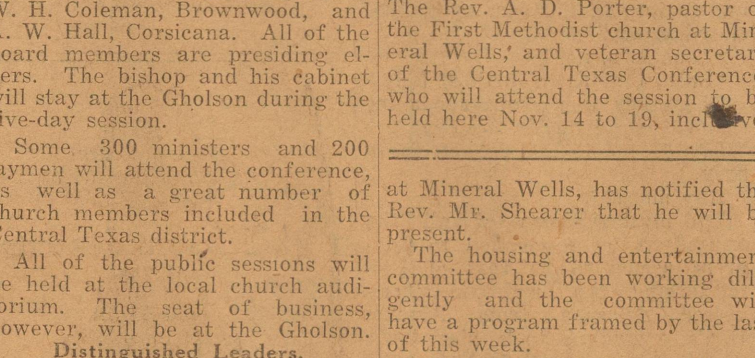 W. H. Coleman, Brownwood, and
W. Hall, Corsicana. All of the
oard members are presiding el-
ers. The bishop and his cabinet
will stay at the Gholson during the
ive-day session.
Some 300 ministers and 200
aymen will attend the conference,
s well as a great number of
hurch members included in the
Central Texas district.
All of the public sessions will
e held at the local church audi-
orium. The seat of business,
owever, will be at the Gholson.
Distinguished Leaders.
The Rev. A. D. Porter, pastor o
the First Methodist church at Min
eral Wells, and veteran secretar
of the Central Texas Conferenc
who will attend the session to b
held here Nov. 14 to 19,
at Mineral Wells, has notified th
Rev. Mr. Shearer that he will b
present.
The housing and entertainmen
committee has been working dil
gently and the committee wi
have a program framed by the las
of this week.